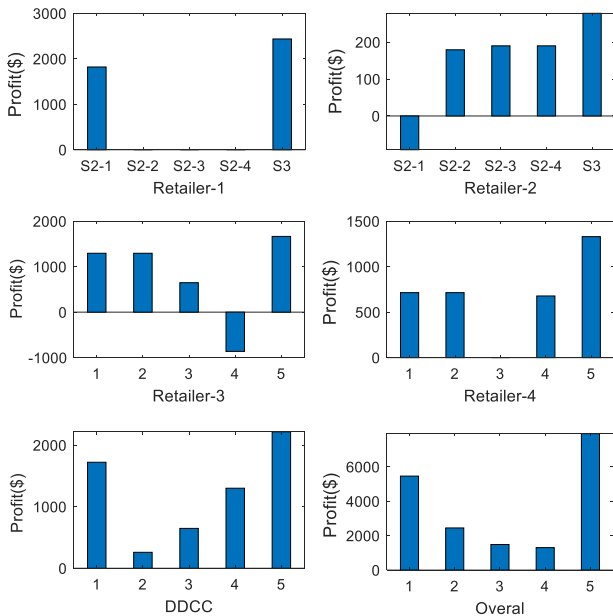 3000
2000
1000
0
Profit($)
S2-1 S2-2 S2-3 S2-4 S3
Retailer-1
200
100
0
Profit($)
S2-1 S2-2 S2-3 S2-4 S3
Retailer-2
2000
1000
0
-1000
Profit($)
1 2 3 4 5
Retailer-3
1500
1000
500
0
Profit($)
1 2 3 4 5
Retailer-4
2000
1000
0
Profit($)
1 2 3 4 5
DDCC
6000
4000
2000
0
Profit($)
1 2 3 4 5
Overal